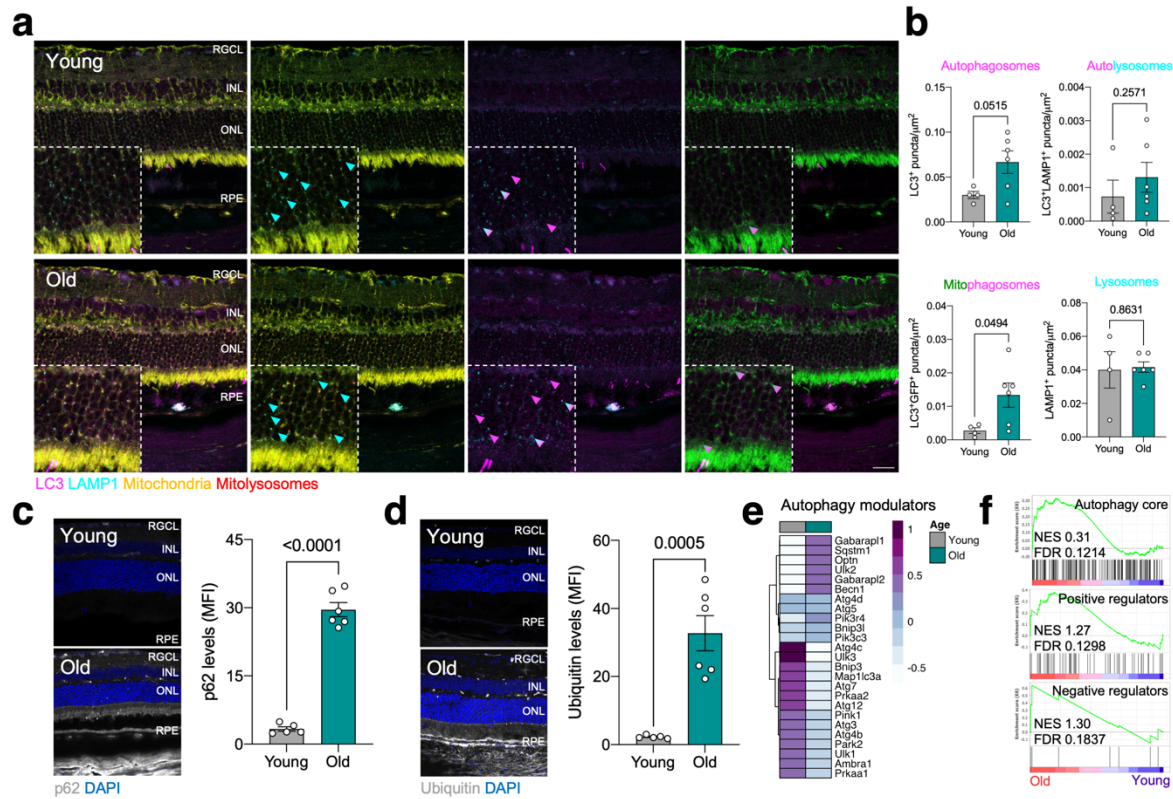 a
Young
RGCL
INL
ONL
RPE
Old
RGCL
INL
ONL
RPE
LC3 LAMP1 Mitochondria Mitolysosomes
b
Autophagosomes
LC3⁺ puncta/µm²
0.15
0.10
0.05
0.00
0.0515
Young Old
Autolysosomes
LC3⁺LAMP1⁺ puncta/µm²
0.004
0.003
0.002
0.001
0.000
0.2571
Young Old
Mitophagosomes
LC3⁺GFP⁺ puncta/µm²
0.04
0.03
0.02
0.01
0.00
0.0494
Young Old
Lysosomes
LAMP1⁺ puncta/µm²
0.08
0.06
0.04
0.02
0.00
0.8631
Young Old
c
Young
RGCL
INL
ONL
RPE
Old
RGCL
INL
ONL
RPE
p62 DAPI
p62 levels (MFI)
45
30
15
0
<0.0001
Young Old
d
Young
RGCL
INL
ONL
RPE
Old
RGCL
INL
ONL
RPE
Ubiquitin DAPI
Ubiquitin levels (MFI)
60
40
20
0
0.0005
Young Old
e
Autophagy modulators
Gabarapl1
Sqstm1
Optn
Ulk2
Gabarapl2
Becn1
Atg4d
Atg5
Pik3r4
Bnip3l
Pik3c3
Atg4c
Ulk3
Bnip3
Map1lc3a
Atg7
Prkaa2
Atg12
Pink1
Atg3
Atg4b
Park2
Ulk1
Ambra1
Prkaa1
1
0.5
0
-0.5
Age
Young
Old
f
Autophagy core
NES 0.31
FDR 0.1214
Positive regulators
NES 1.27
FDR 0.1298
Negative regulators
NES 1.30
FDR 0.1837
Old Young